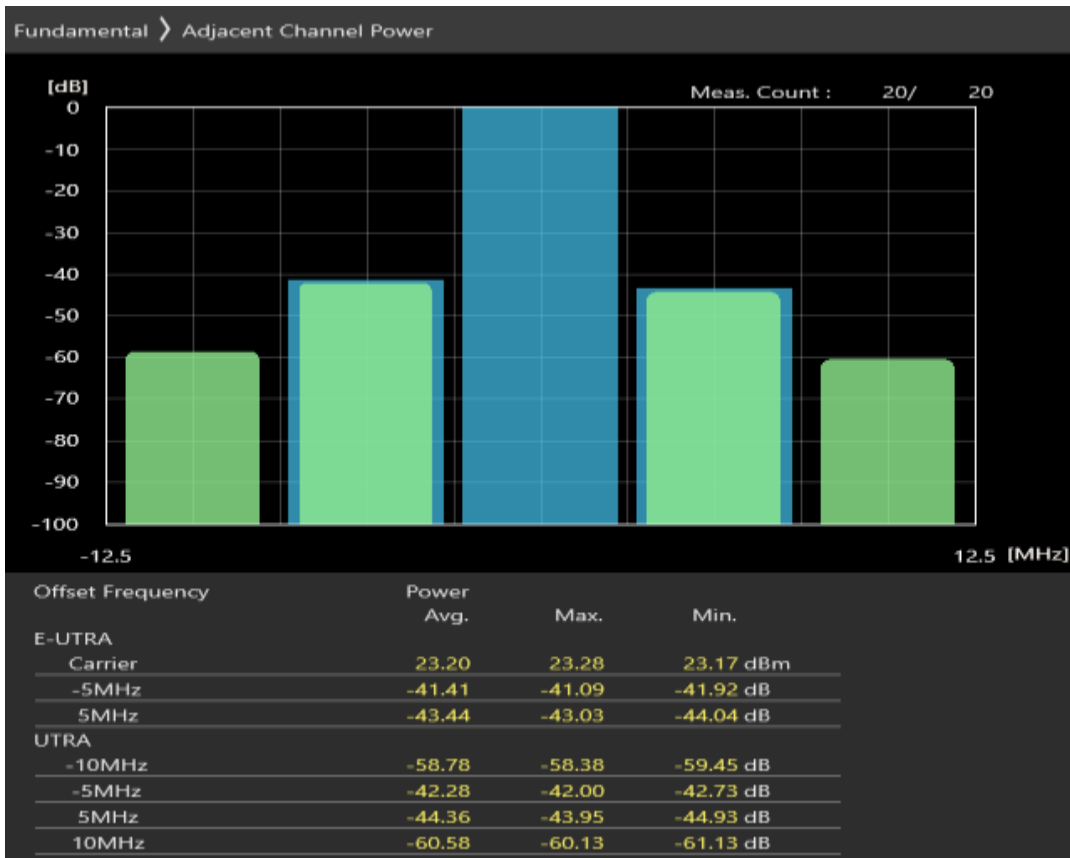 Fundamental 〉 Adjacent Channel Power
[dB]
Meas. Count : 20/ 20
0
-10
-20
-30
-40
-50
-60
-70
-80
-90
-100
-12.5 12.5 [MHz]
Offset Frequency Power
Avg. Max. Min.
E-UTRA
Carrier 23.20 23.28 23.17 dBm
-5MHz -41.41 -41.09 -41.92 dB
5MHz -43.44 -43.03 -44.04 dB
UTRA
-10MHz -58.78 -58.38 -59.45 dB
-5MHz -42.28 -42.00 -42.73 dB
5MHz -44.36 -43.95 -44.93 dB
10MHz -60.58 -60.13 -61.13 dB